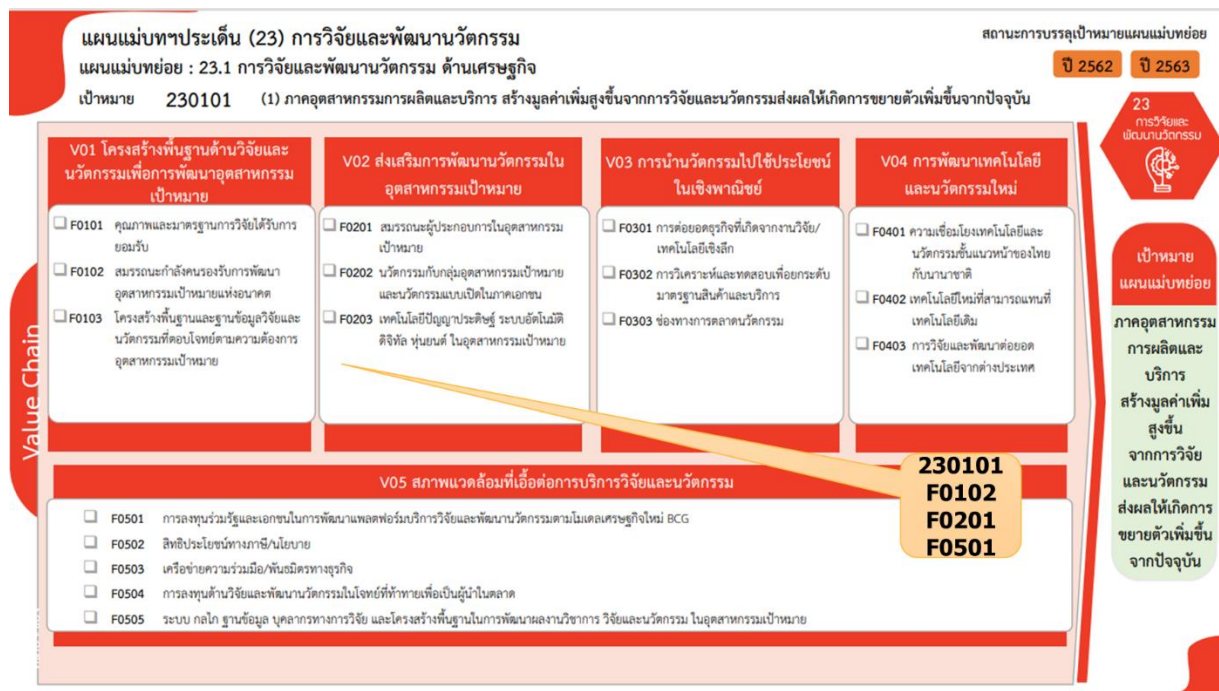 แผนแม่บทฯประเด็น (23) การวิจัยและพัฒนานวัตกรรม
แผนแม่บทย่อย : 23.1 การวิจัยและพัฒนานวัตกรรม ด้านเศรษฐกิจ
เป้าหมาย 230101 (1) ภาคอุตสาหกรรมการผลิตและบริการ สร้างมูลค่าเพิ่มสูงขึ้นจากการวิจัยและนวัตกรรมส่งผลให้เกิดการขยายตัวเพิ่มขึ้นจากปัจจุบัน
สถานะการบรรลุเป้าหมายแผนแม่บทย่อย
ปี 2562 ปี 2563
23
การวิจัยและ
พัฒนานวัตกรรม
Value Chain
V01 โครงสร้างพื้นฐานด้านวิจัยและ
นวัตกรรมเพื่อการพัฒนาอุตสาหกรรม
เป้าหมาย
F0101 คุณภาพและมาตรฐานการวิจัยได้รับการ
ยอมรับ
F0102 สมรรถนะกำลังคนรองรับการพัฒนา
อุตสาหกรรมเป้าหมายแห่งอนาคต
F0103 โครงสร้างพื้นฐานและฐานข้อมูลวิจัยและ
นวัตกรรมที่ตอบโจทย์ตามความต้องการ
อุตสาหกรรมเป้าหมาย
V02 ส่งเสริมการพัฒนานวัตกรรมใน
อุตสาหกรรมเป้าหมาย
F0201 สมรรถนะผู้ประกอบการในอุตสาหกรรม
เป้าหมาย
F0202 นวัตกรรมกับกลุ่มอุตสาหกรรมเป้าหมาย
และนวัตกรรมแบบเปิดในภาคเอกชน
F0203 เทคโนโลยีปัญญาประดิษฐ์ ระบบอัตโนมัติ
ดิจิทัล หุ่นยนต์ ในอุตสาหกรรมเป้าหมาย
V03 การนำนวัตกรรมไปใช้ประโยชน์
ในเชิงพาณิชย์
F0301 การต่อยอดธุรกิจที่เกิดจากงานวิจัย/
เทคโนโลยีเชิงลึก
F0302 การวิเคราะห์และทดสอบเพื่อยกระดับ
มาตรฐานสินค้าและบริการ
F0303 ช่องทางการตลาดนวัตกรรม
V04 การพัฒนาเทคโนโลยี
และนวัตกรรมใหม่
F0401 ความเชื่อมโยงเทคโนโลยีและ
นวัตกรรมชั้นแนวหน้าของไทย
กับนานาชาติ
F0402 เทคโนโลยีใหม่ที่สามารถแทนที่
เทคโนโลยีเดิม
F0403 การวิจัยและพัฒนาต่อยอด
เทคโนโลยีจากต่างประเทศ
V05 สภาพแวดล้อมที่เอื้อต่อการบริการวิจัยและนวัตกรรม
F0501 การลงทุนร่วมรัฐและเอกชนในการพัฒนาแพลตฟอร์มบริการวิจัยและพัฒนานวัตกรรมตามโมเดลเศรษฐกิจใหม่ BCG
F0502 สิทธิประโยชน์ทางภาษี/นโยบาย
F0503 เครือข่ายความร่วมมือ/พันธมิตรทางธุรกิจ
F0504 การลงทุนด้านวิจัยและพัฒนานวัตกรรมในโจทย์ที่ท้าทายเพื่อเป็นผู้นำในตลาด
F0505 ระบบ กลไก ฐานข้อมูล บุคลากรทางการวิจัย และโครงสร้างพื้นฐานในการพัฒนาผลงานวิชาการ วิจัยและนวัตกรรม ในอุตสาหกรรมเป้าหมาย
230101
F0102
F0201
F0501
เป้าหมาย
แผนแม่บทย่อย
ภาคอุตสาหกรรม
การผลิตและ
บริการ
สร้างมูลค่าเพิ่ม
สูงขึ้น
จากการวิจัย
และนวัตกรรม
ส่งผลให้เกิดการ
ขยายตัวเพิ่มขึ้น
จากปัจจุบัน